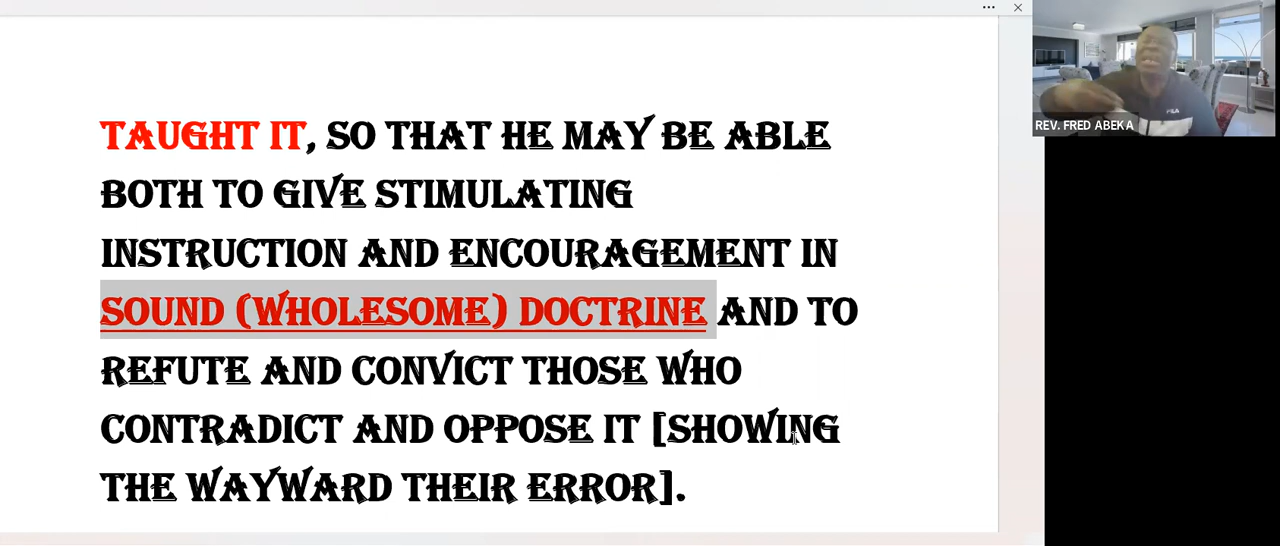 TAUGHT IT, SO THAT HE MAY BE ABLE
BOTH TO GIVE STIMULATING
INSTRUCTION AND ENCOURAGEMENT IN
SOUND (WHOLESOME) DOCTRINE AND TO
REFUTE AND CONVICT THOSE WHO
CONTRADICT AND OPPOSE IT [SHOWING
THE WAYWARD THEIR ERROR].
FILA
REV. FRED ABEKA